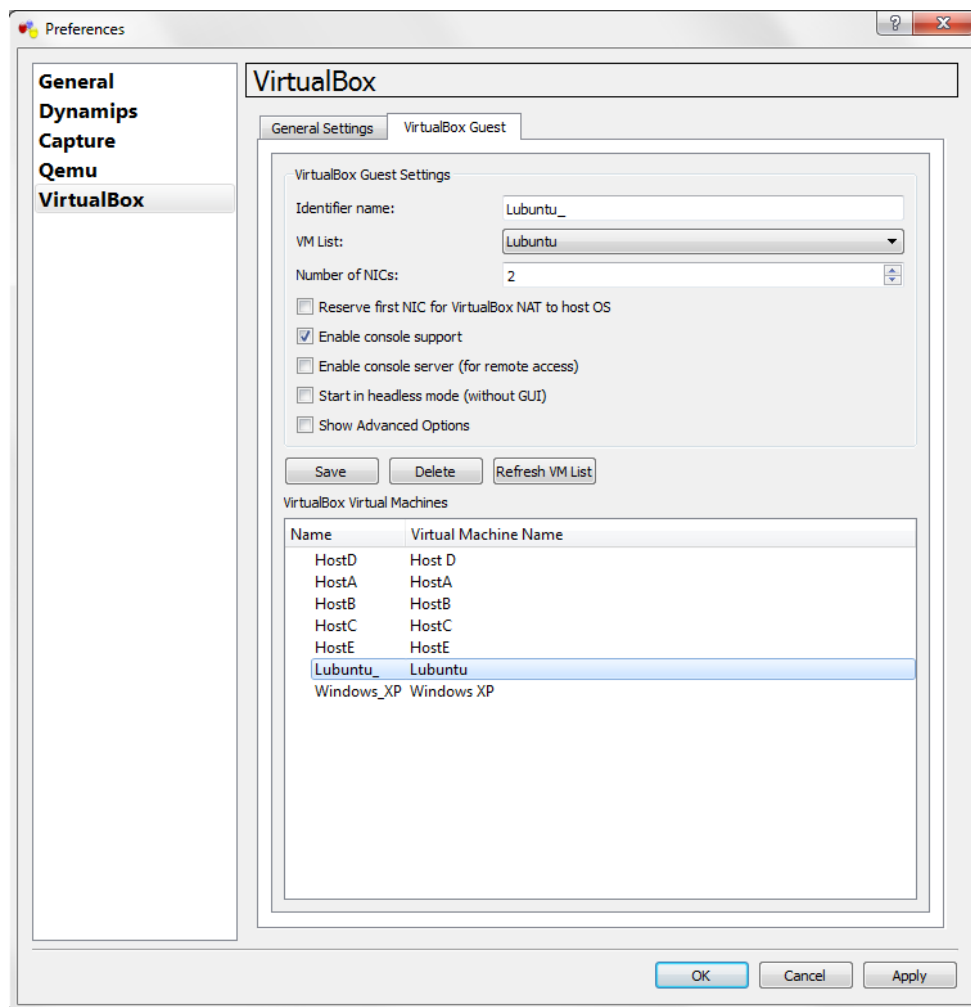 Preferences
General
Dynamips
Capture
Qemu
VirtualBox
VirtualBox
General Settings
VirtualBox Guest
VirtualBox Guest Settings
Identifier name: Lubuntu_
VM List: Lubuntu
Number of NICs: 2
Reserve first NIC for VirtualBox NAT to host OS
Enable console support
Enable console server (for remote access)
Start in headless mode (without GUI)
Show Advanced Options
Save Delete Refresh VM List
VirtualBox Virtual Machines
Name Virtual Machine Name
HostD Host D
HostA HostA
HostB HostB
HostC HostC
HostE HostE
Lubuntu_ Lubuntu
Windows_XP Windows XP
OK Cancel Apply